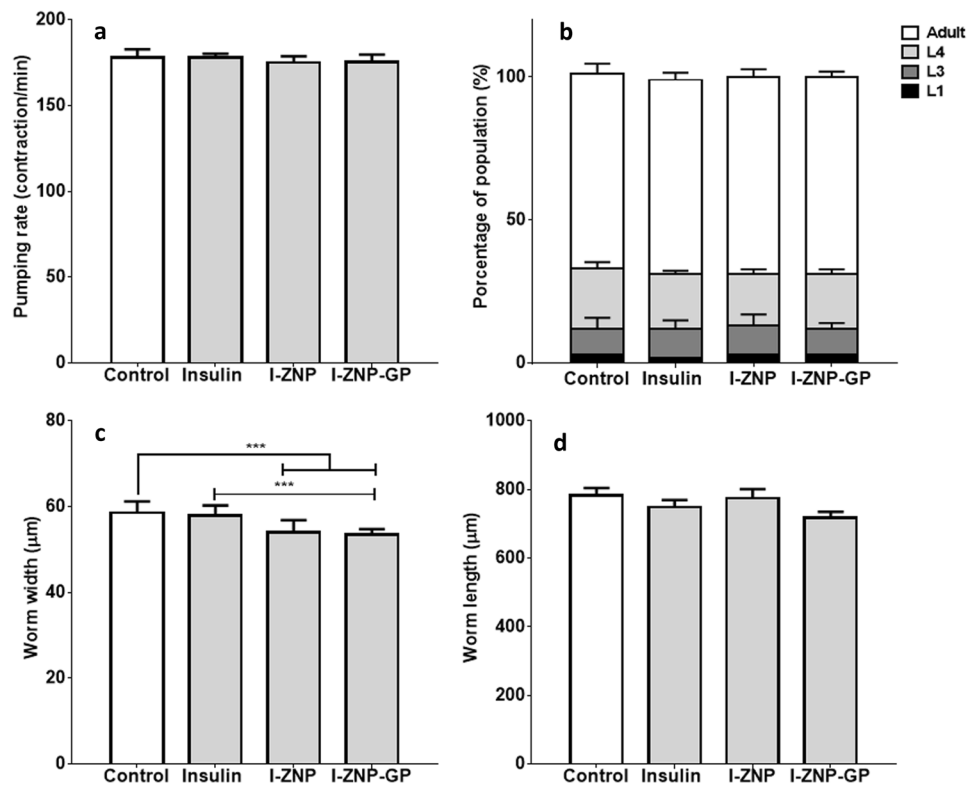 a
Pumping rate (contraction/min)
200
150
100
50
0
Control Insulin I-ZNP I-ZNP-GP
b
Porcentage of population (%)
100
50
0
Control Insulin I-ZNP I-ZNP-GP
Adult
L4
L3
L1
c
Worm width (μm)
80
60
40
20
0
***
***
Control Insulin I-ZNP I-ZNP-GP
d
Worm length (μm)
1000
800
600
400
200
0
Control Insulin I-ZNP I-ZNP-GP